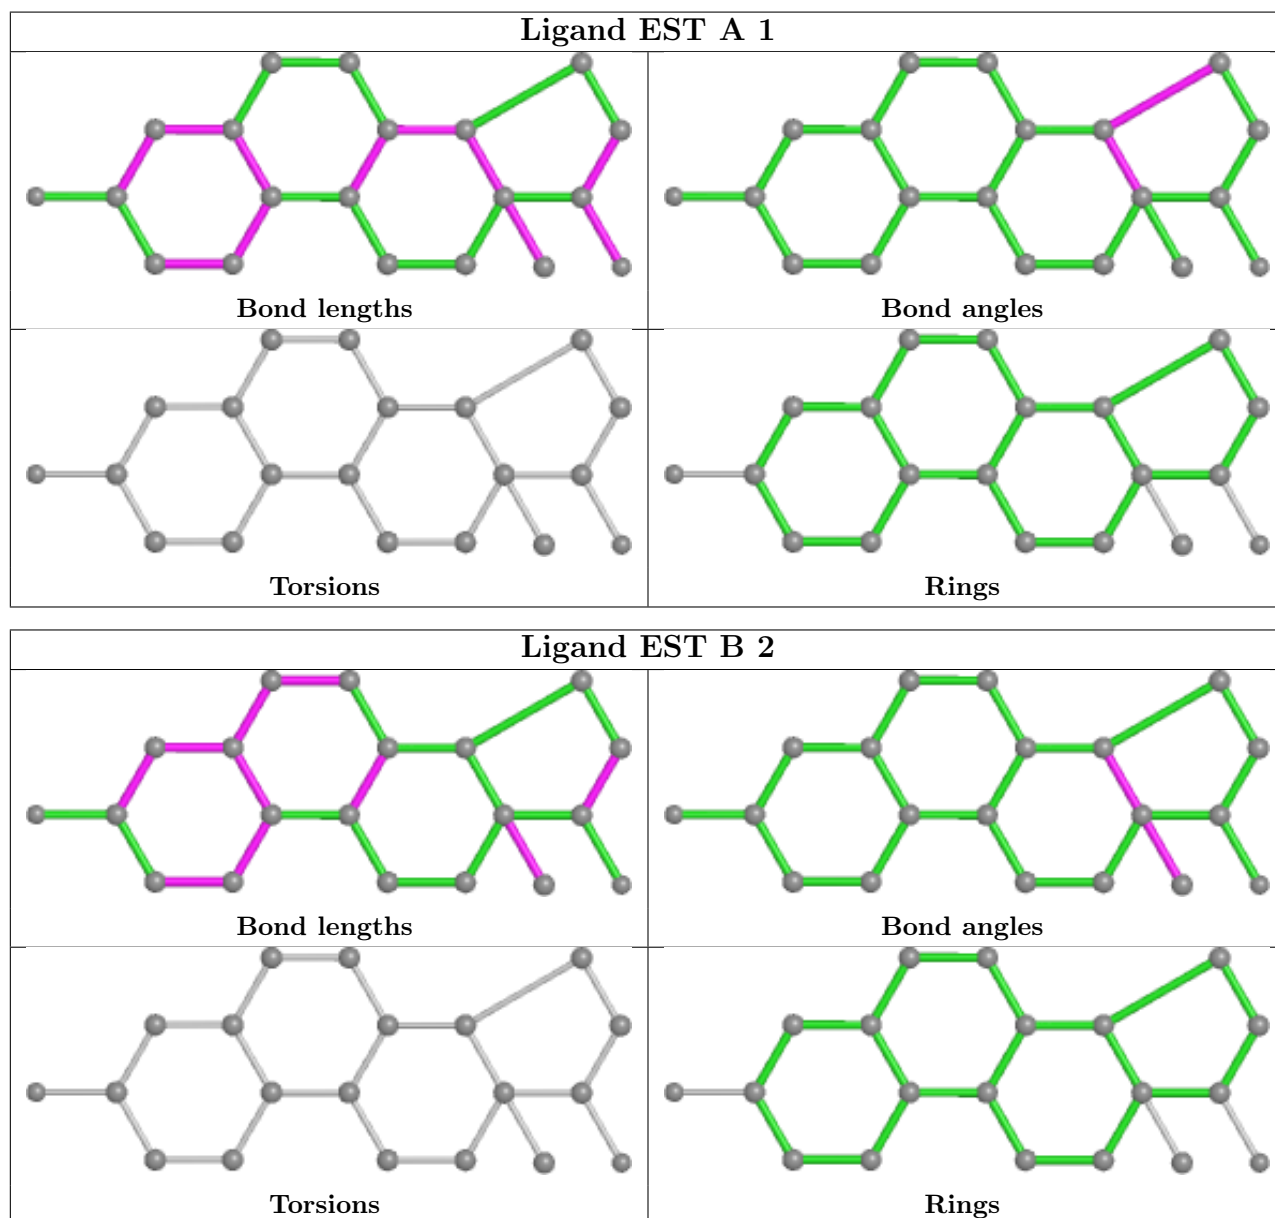 Ligand EST A 1
Bond lengths
Bond angles
Torsions
Rings
Ligand EST B 2
Bond lengths
Bond angles
Torsions
Rings